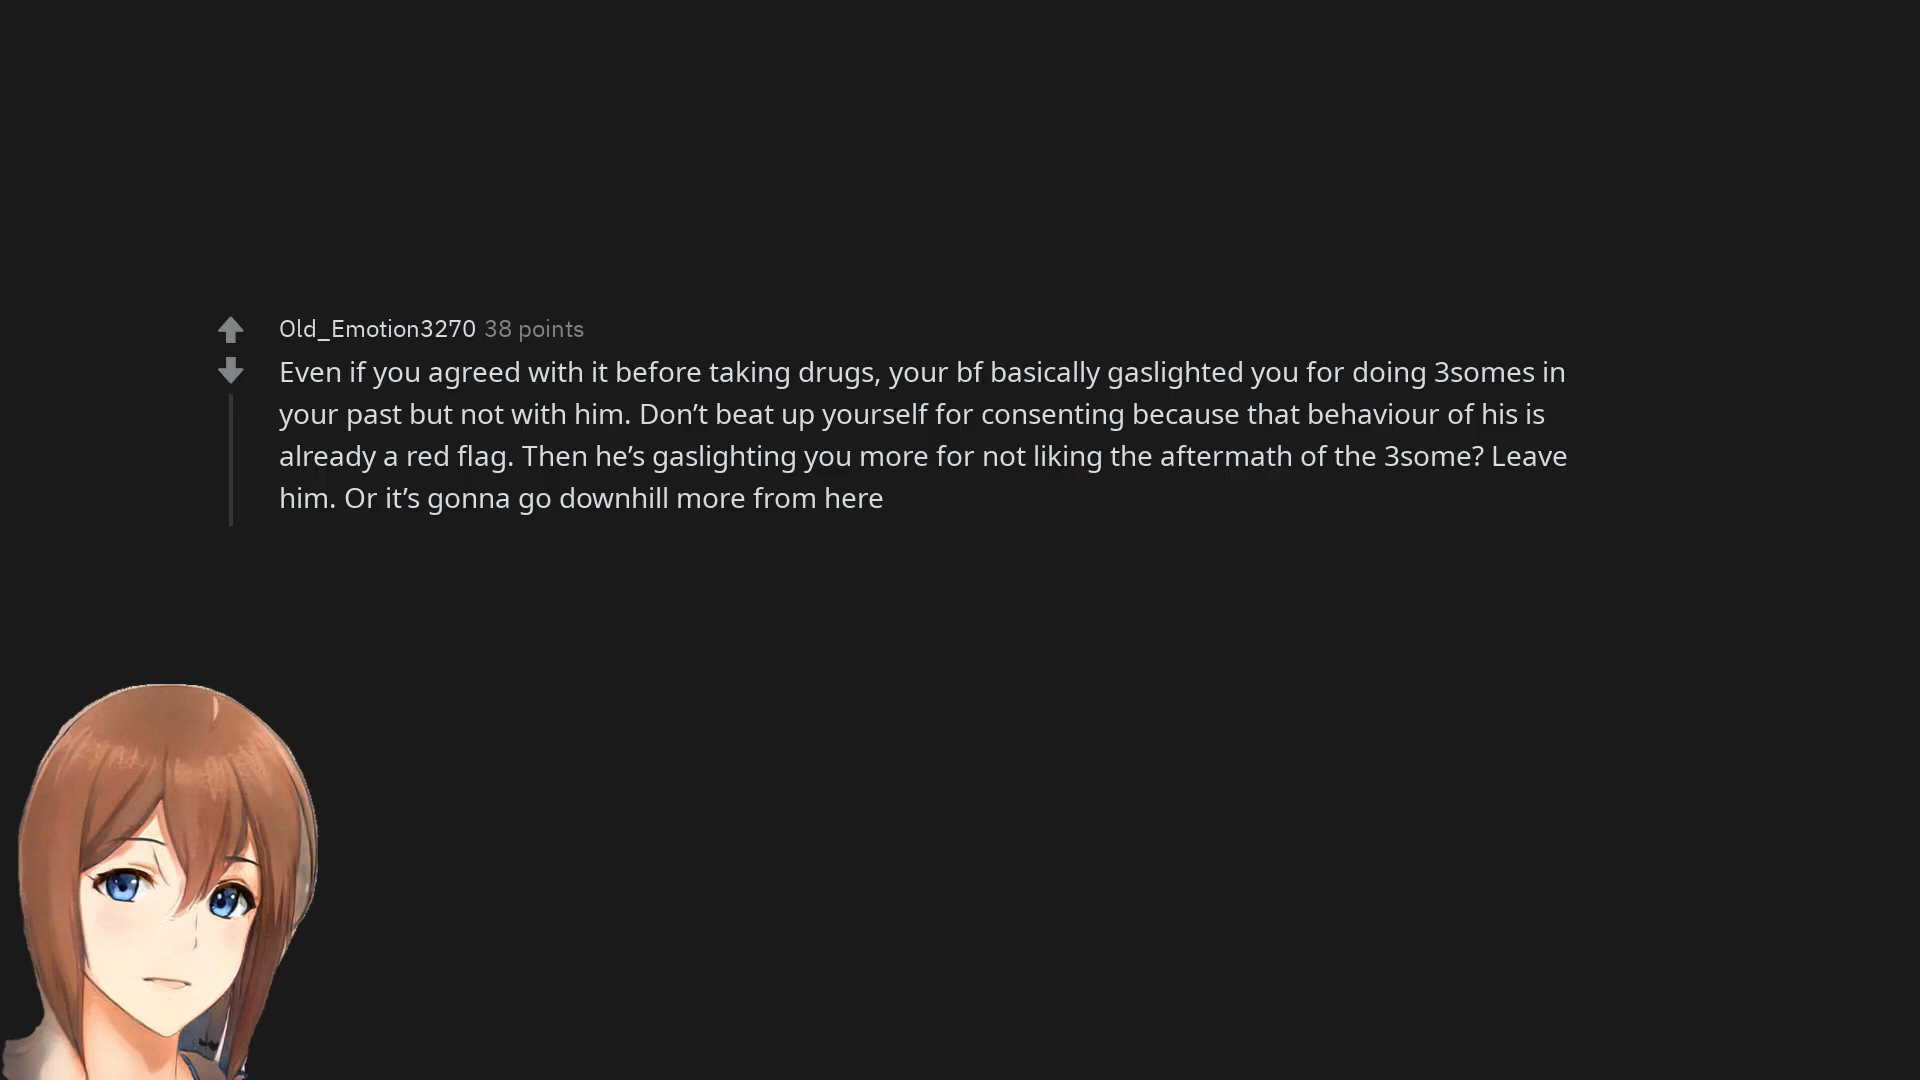 Old_Emotion3270 38 points
Even if you agreed with it before taking drugs, your bf basically gaslighted you for doing 3somes in
your past but not with him. Don’t beat up yourself for consenting because that behaviour of his is
already a red flag. Then he’s gaslighting you more for not liking the aftermath of the 3some? Leave
him. Or it’s gonna go downhill more from here